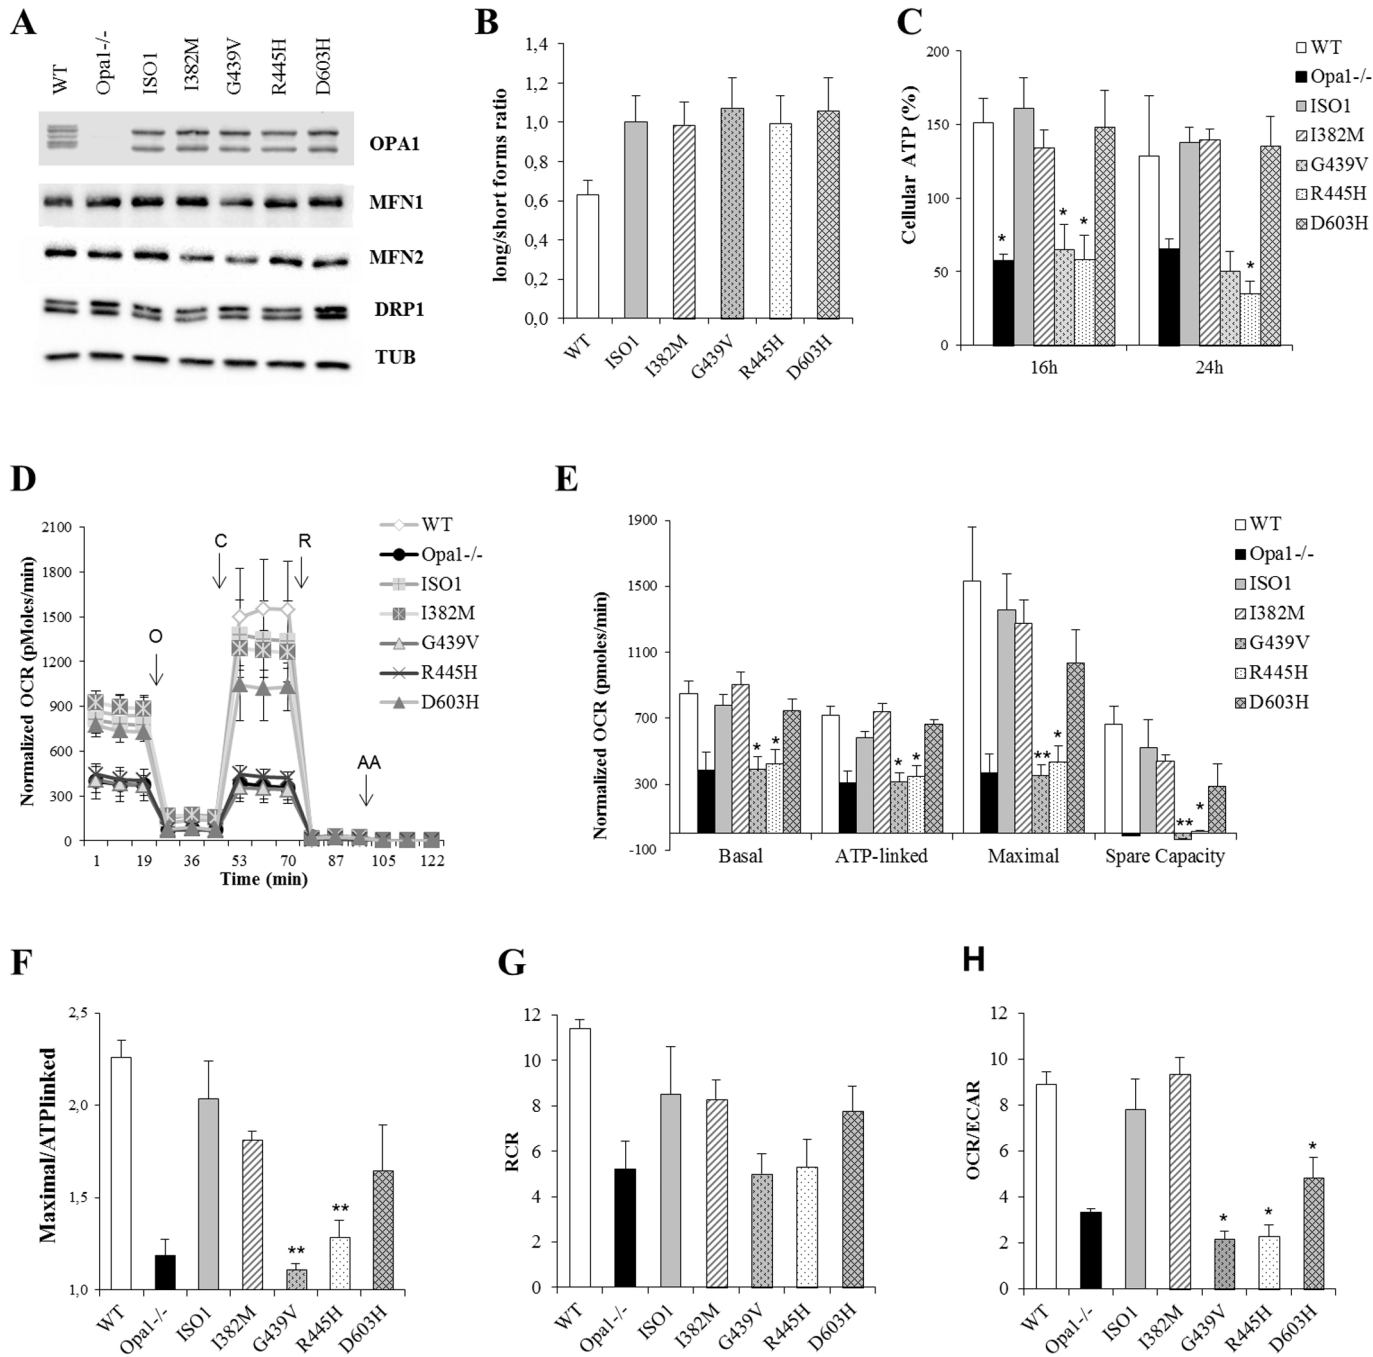 A
WT
Opa1-/-
ISO1
I382M
G439V
R445H
D603H
OPA1
MFN1
MFN2
DRP1
TUB
B
long/short forms ratio
1,4
1,2
1,0
0,8
0,6
0,4
0,2
0,0
WT
ISO1
I382M
G439V
R445H
D603H
C
Cellular ATP (%)
200
150
100
50
0
*
*
*
*
16h
24h
WT
Opa1-/-
ISO1
I382M
G439V
R445H
D603H
D
Normalized OCR (pMoles/min)
2100
1800
1500
1200
900
600
300
0
O
C
R
AA
1
19
36
53
70
87
105
122
Time (min)
WT
Opa1-/-
ISO1
I382M
G439V
R445H
D603H
E
Normalized OCR (pmoles/min)
1900
1500
1100
700
300
-100
*
*
*
*
**
*
**
*
Basal
ATP-linked
Maximal
Spare Capacity
WT
Opa1-/-
ISO1
I382M
G439V
R445H
D603H
F
Maximal/ATPlinked
2,5
2,0
1,5
1,0
**
**
WT
Opa1-/-
ISO1
I382M
G439V
R445H
D603H
G
RCR
12
10
8
6
4
2
0
WT
Opa1-/-
ISO1
I382M
G439V
R445H
D603H
H
OCR/ECAR
12
10
8
6
4
2
0
*
*
*
WT
Opa1-/-
ISO1
I382M
G439V
R445H
D603H